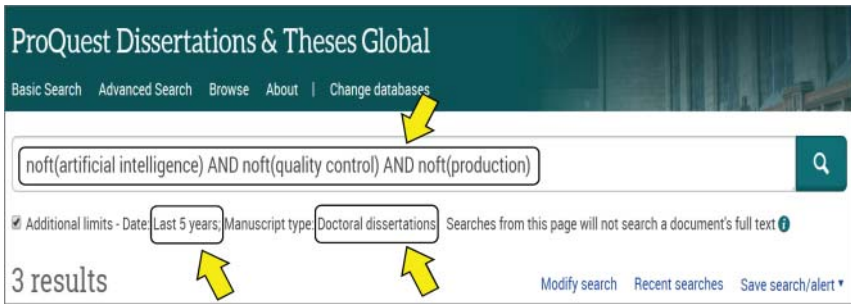 ProQuest Dissertations & Theses Global
Basic Search Advanced Search Browse About | Change databases
noft(artificial intelligence) AND noft(quality control) AND noft(production)
Additional limits - Date: Last 5 years; Manuscript type: Doctoral dissertations Searches from this page will not search a document's full text
3 results Modify search Recent searches Save search/alert